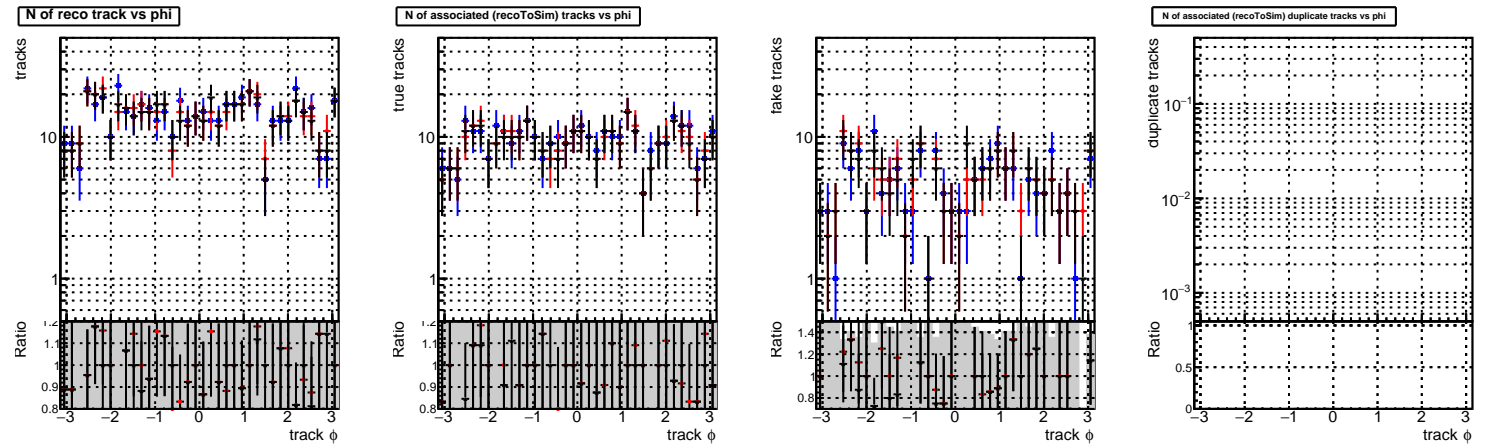 N of reco track vs phi
tracks
10
1
Ratio
1.2
1.1
1
0.9
0.8
−3 −2 −1 0 1 2 3
track ϕ
N of associated (recoToSim) tracks vs phi
true tracks
10
1
Ratio
1.2
1.1
1
0.9
0.8
−3 −2 −1 0 1 2 3
track ϕ
fake tracks
10
1
Ratio
1.4
1.2
1
0.8
−3 −2 −1 0 1 2 3
track ϕ
N of associated (recoToSim) duplicate tracks vs phi
duplicate tracks
10−1
10−2
10−3
Ratio
1
0.5
0
−3 −2 −1 0 1 2 3
track ϕ